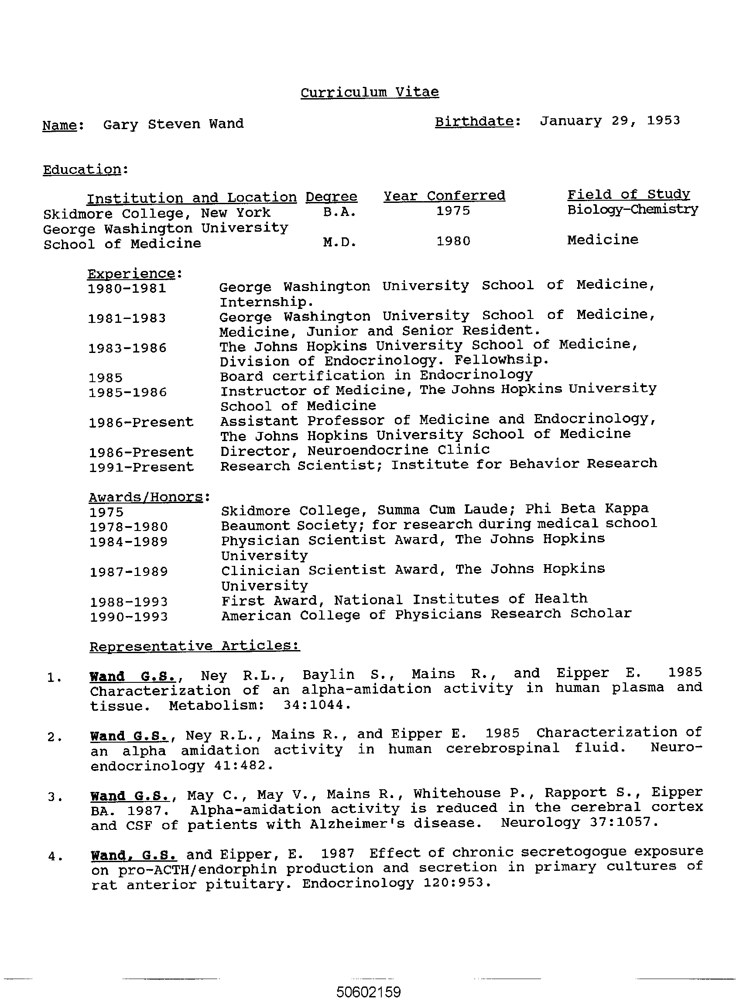 Curriculum Vitae
Name: Gary Steven Wand Birthdate: January 29, 1953
Education:
Institution and Location Degree Year Conferred Field of Study
Skidmore College, New York B.A. 1975 Biology-Chemistry
George Washington University
School of Medicine M.D. 1980 Medicine
Experience:
1980-1981 George Washington University School of Medicine,
Internship.
1981-1983 George Washington University School of Medicine,
Medicine, Junior and Senior Resident.
1983-1986 The Johns Hopkins University School of Medicine,
Division of Endocrinology. Fellowhsip.
1985 Board certification in Endocrinology
1985-1986 Instructor of Medicine, The Johns Hopkins University
School of Medicine
1986-Present Assistant Professor of Medicine and Endocrinology,
The Johns Hopkins University School of Medicine
1986-Present Director, Neuroendocrine Clinic
1991-Present Research Scientist; Institute for Behavior Research
Awards/Honors:
1975 Skidmore College, Summa Cum Laude; Phi Beta Kappa
1978-1980 Beaumont Society; for research during medical school
1984-1989 Physician Scientist Award, The Johns Hopkins
University
1987-1989 Clinician Scientist Award, The Johns Hopkins
University
1988-1993 First Award, National Institutes of Health
1990-1993 American College of Physicians Research Scholar
Representative Articles:
1. Wand G.S., Ney R.L., Baylin S., Mains R., and Eipper E. 1985
Characterization of an alpha-amidation activity in human plasma and
tissue. Metabolism: 34:1044.
2. Wand G.S., Ney R.L., Mains R., and Eipper E. 1985 Characterization of
an alpha amidation activity in human cerebrospinal fluid. Neuro-
endocrinology 41:482.
3. Wand G.S., May C., May V., Mains R., Whitehouse P., Rapport S., Eipper
BA. 1987. Alpha-amidation activity is reduced in the cerebral cortex
and CSF of patients with Alzheimer's disease. Neurology 37:1057.
4. Wand, G.S. and Eipper, E. 1987 Effect of chronic secretogogue exposure
on pro-ACTH/endorphin production and secretion in primary cultures of
rat anterior pituitary. Endocrinology 120:953.
50602159